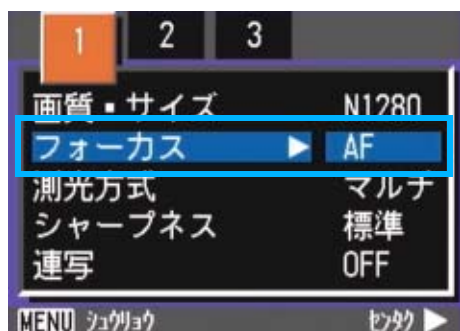 1 2 3
画質・サイズ N1280
フォーカス ▶ AF
測光方式 マルチ
シャープネス 標準
連写 OFF
MENU シュウリョウ センタク ▶